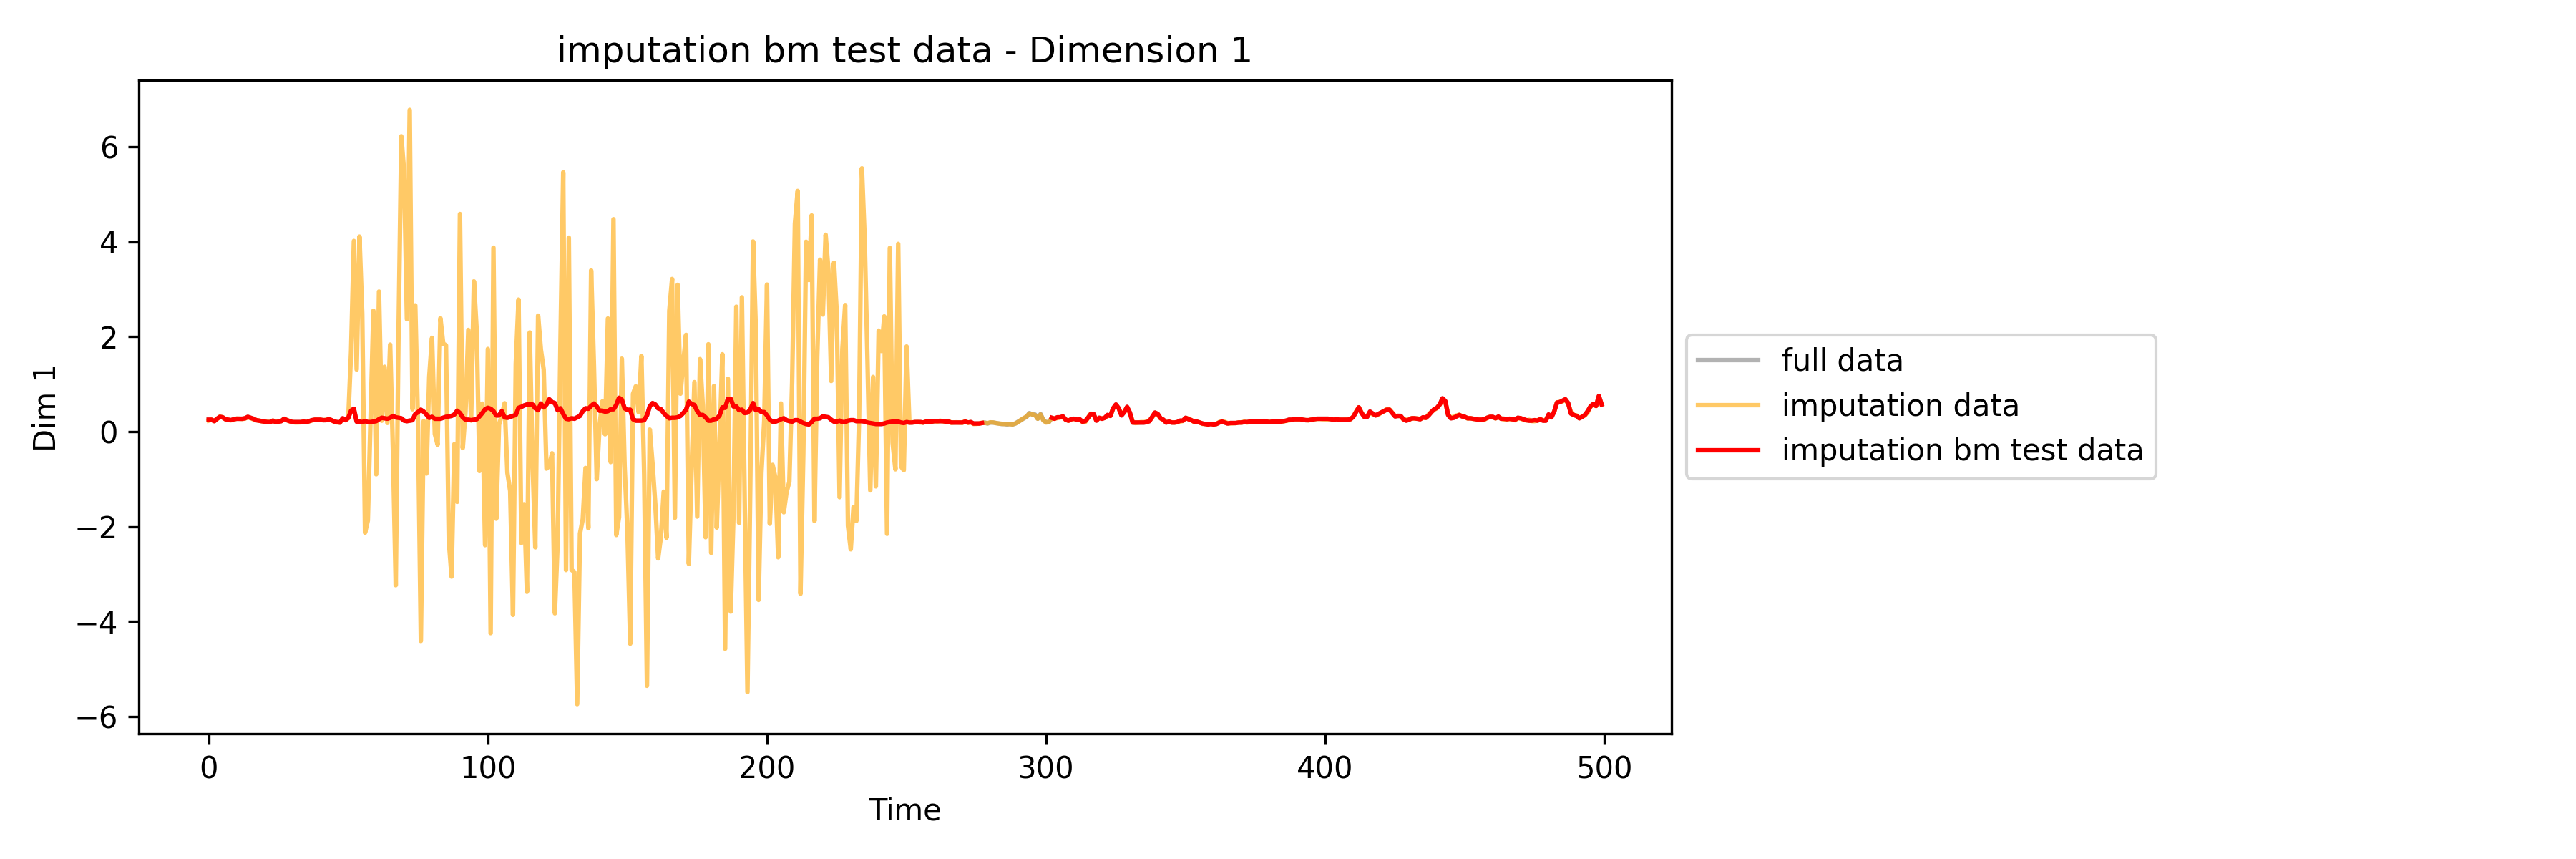 imputation bm test data - Dimension 1
6
4
2
0
−2
−4
−6
Dim 1
0 100 200 300 400 500
Time
full data
imputation data
imputation bm test data